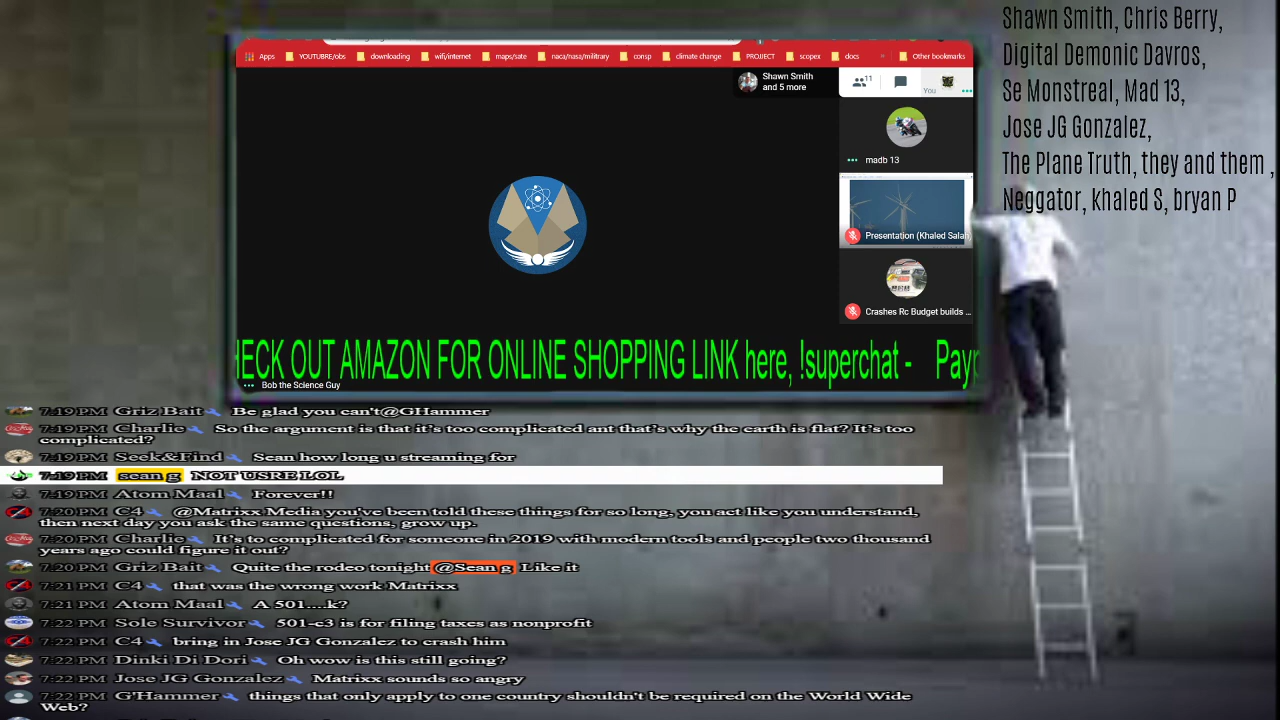 Shawn Smith, Chris Berry,
Digital Demonic Davros,
Se Monstreal, Mad 13,
Jose JG Gonzalez,
The Plane Truth, they and them ,
Neggator, khaled S, bryan P
Apps YOUTUBRE/obs downloading wifi/internet maps/sate naca/nasa/militrary consp climate change PROJECT scopex docs Other bookmarks
Shawn Smith
and 5 more
11
You
madb 13
Presentation (Khaled Salah)
Crashes Rc Budget builds ...
HECK OUT AMAZON FOR ONLINE SHOPPING LINK here, !superchat - Payp
Bob the Science Guy
7:19 PM Griz Bait Be glad you can't@GHammer
7:19 PM Charlie So the argument is that it's too complicated ant that's why the earth is flat? It's too
complicated?
7:19 PM Seek&Find Sean how long u streaming for
7:19 PM sean g NOT USRE LOL
7:19 PM Atom Maal Forever!!
7:20 PM C4 @Matrixx Media you've been told these things for so long, you act like you understand,
then next day you ask the same questions, grow up.
7:20 PM Charlie It's to complicated for someone in 2019 with modern tools and people two thousand
years ago could figure it out?
7:20 PM Griz Bait Quite the rodeo tonight @Sean g Like it
7:21 PM C4 that was the wrong work Matrixx
7:21 PM Atom Maal A 501....k?
7:22 PM Sole Survivor 501-c3 is for filing taxes as nonprofit
7:22 PM C4 bring in Jose JG Gonzalez to crash him
7:22 PM Dinki Di Dori Oh wow is this still going?
7:22 PM Jose JG Gonzalez Matrixx sounds so angry
7:22 PM G'Hammer things that only apply to one country shouldn't be required on the World Wide
Web?